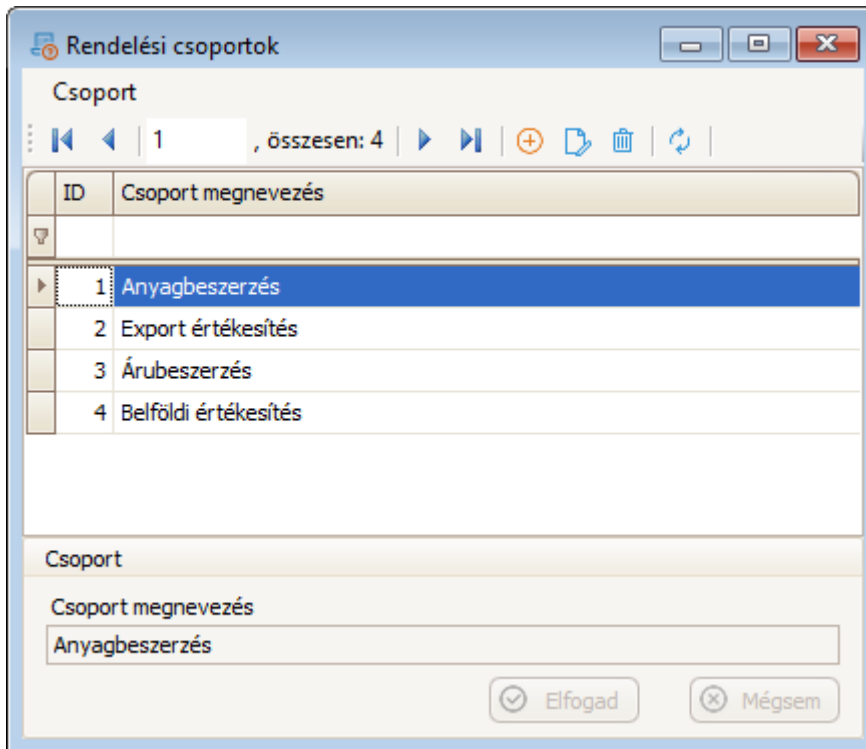 Rendelési csoportok
Csoport
1 , összesen: 4
ID Csoport megnevezés
1 Anyagbeszerzés
2 Export értékesítés
3 Árubeszerzés
4 Belföldi értékesítés
Csoport
Csoport megnevezés
Anyagbeszerzés
Elfogad Mégsem